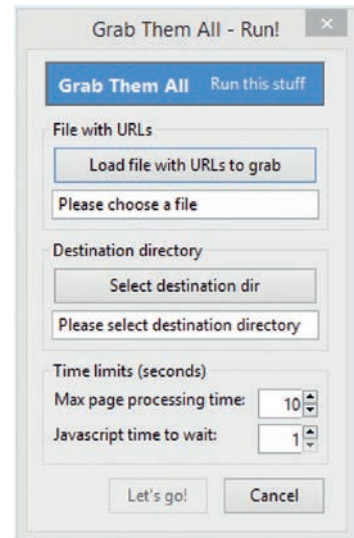 Grab Them All - Run!
Grab Them All Run this stuff
File with URLs
Load file with URLs to grab
Please choose a file
Destination directory
Select destination dir
Please select destination directory
Time limits (seconds)
Max page processing time: 10
Javascript time to wait: 1
Let's go! Cancel